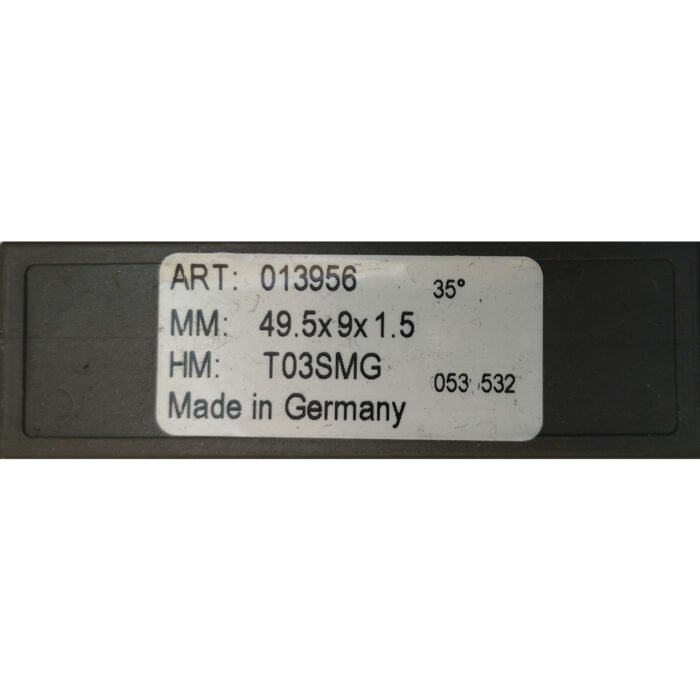 ART: 013956 35°
MM: 49.5x9x1.5
HM: T03SMG 053 532
Made in Germany